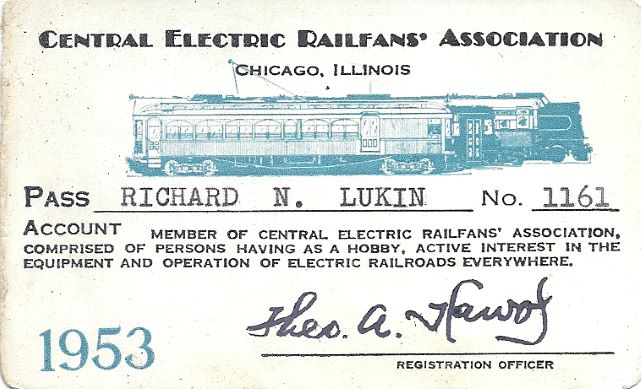 CENTRAL ELECTRIC RAILFANS' ASSOCIATION
CHICAGO, ILLINOIS
PASS RICHARD N. LUKIN NO. 1161
ACCOUNT MEMBER OF CENTRAL ELECTRIC RAILFANS' ASSOCIATION,
COMPRISED OF PERSONS HAVING AS A HOBBY, ACTIVE INTEREST IN THE
EQUIPMENT AND OPERATION OF ELECTRIC RAILROADS EVERYWHERE.
Theo. A.
1953
REGISTRATION OFFICER